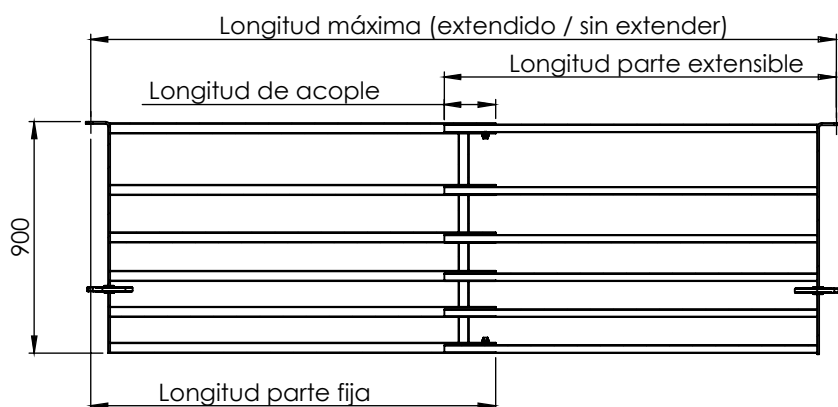 Longitud máxima (extendido / sin extender)
Longitud parte extensible
Longitud de acople
900
Longitud parte fija